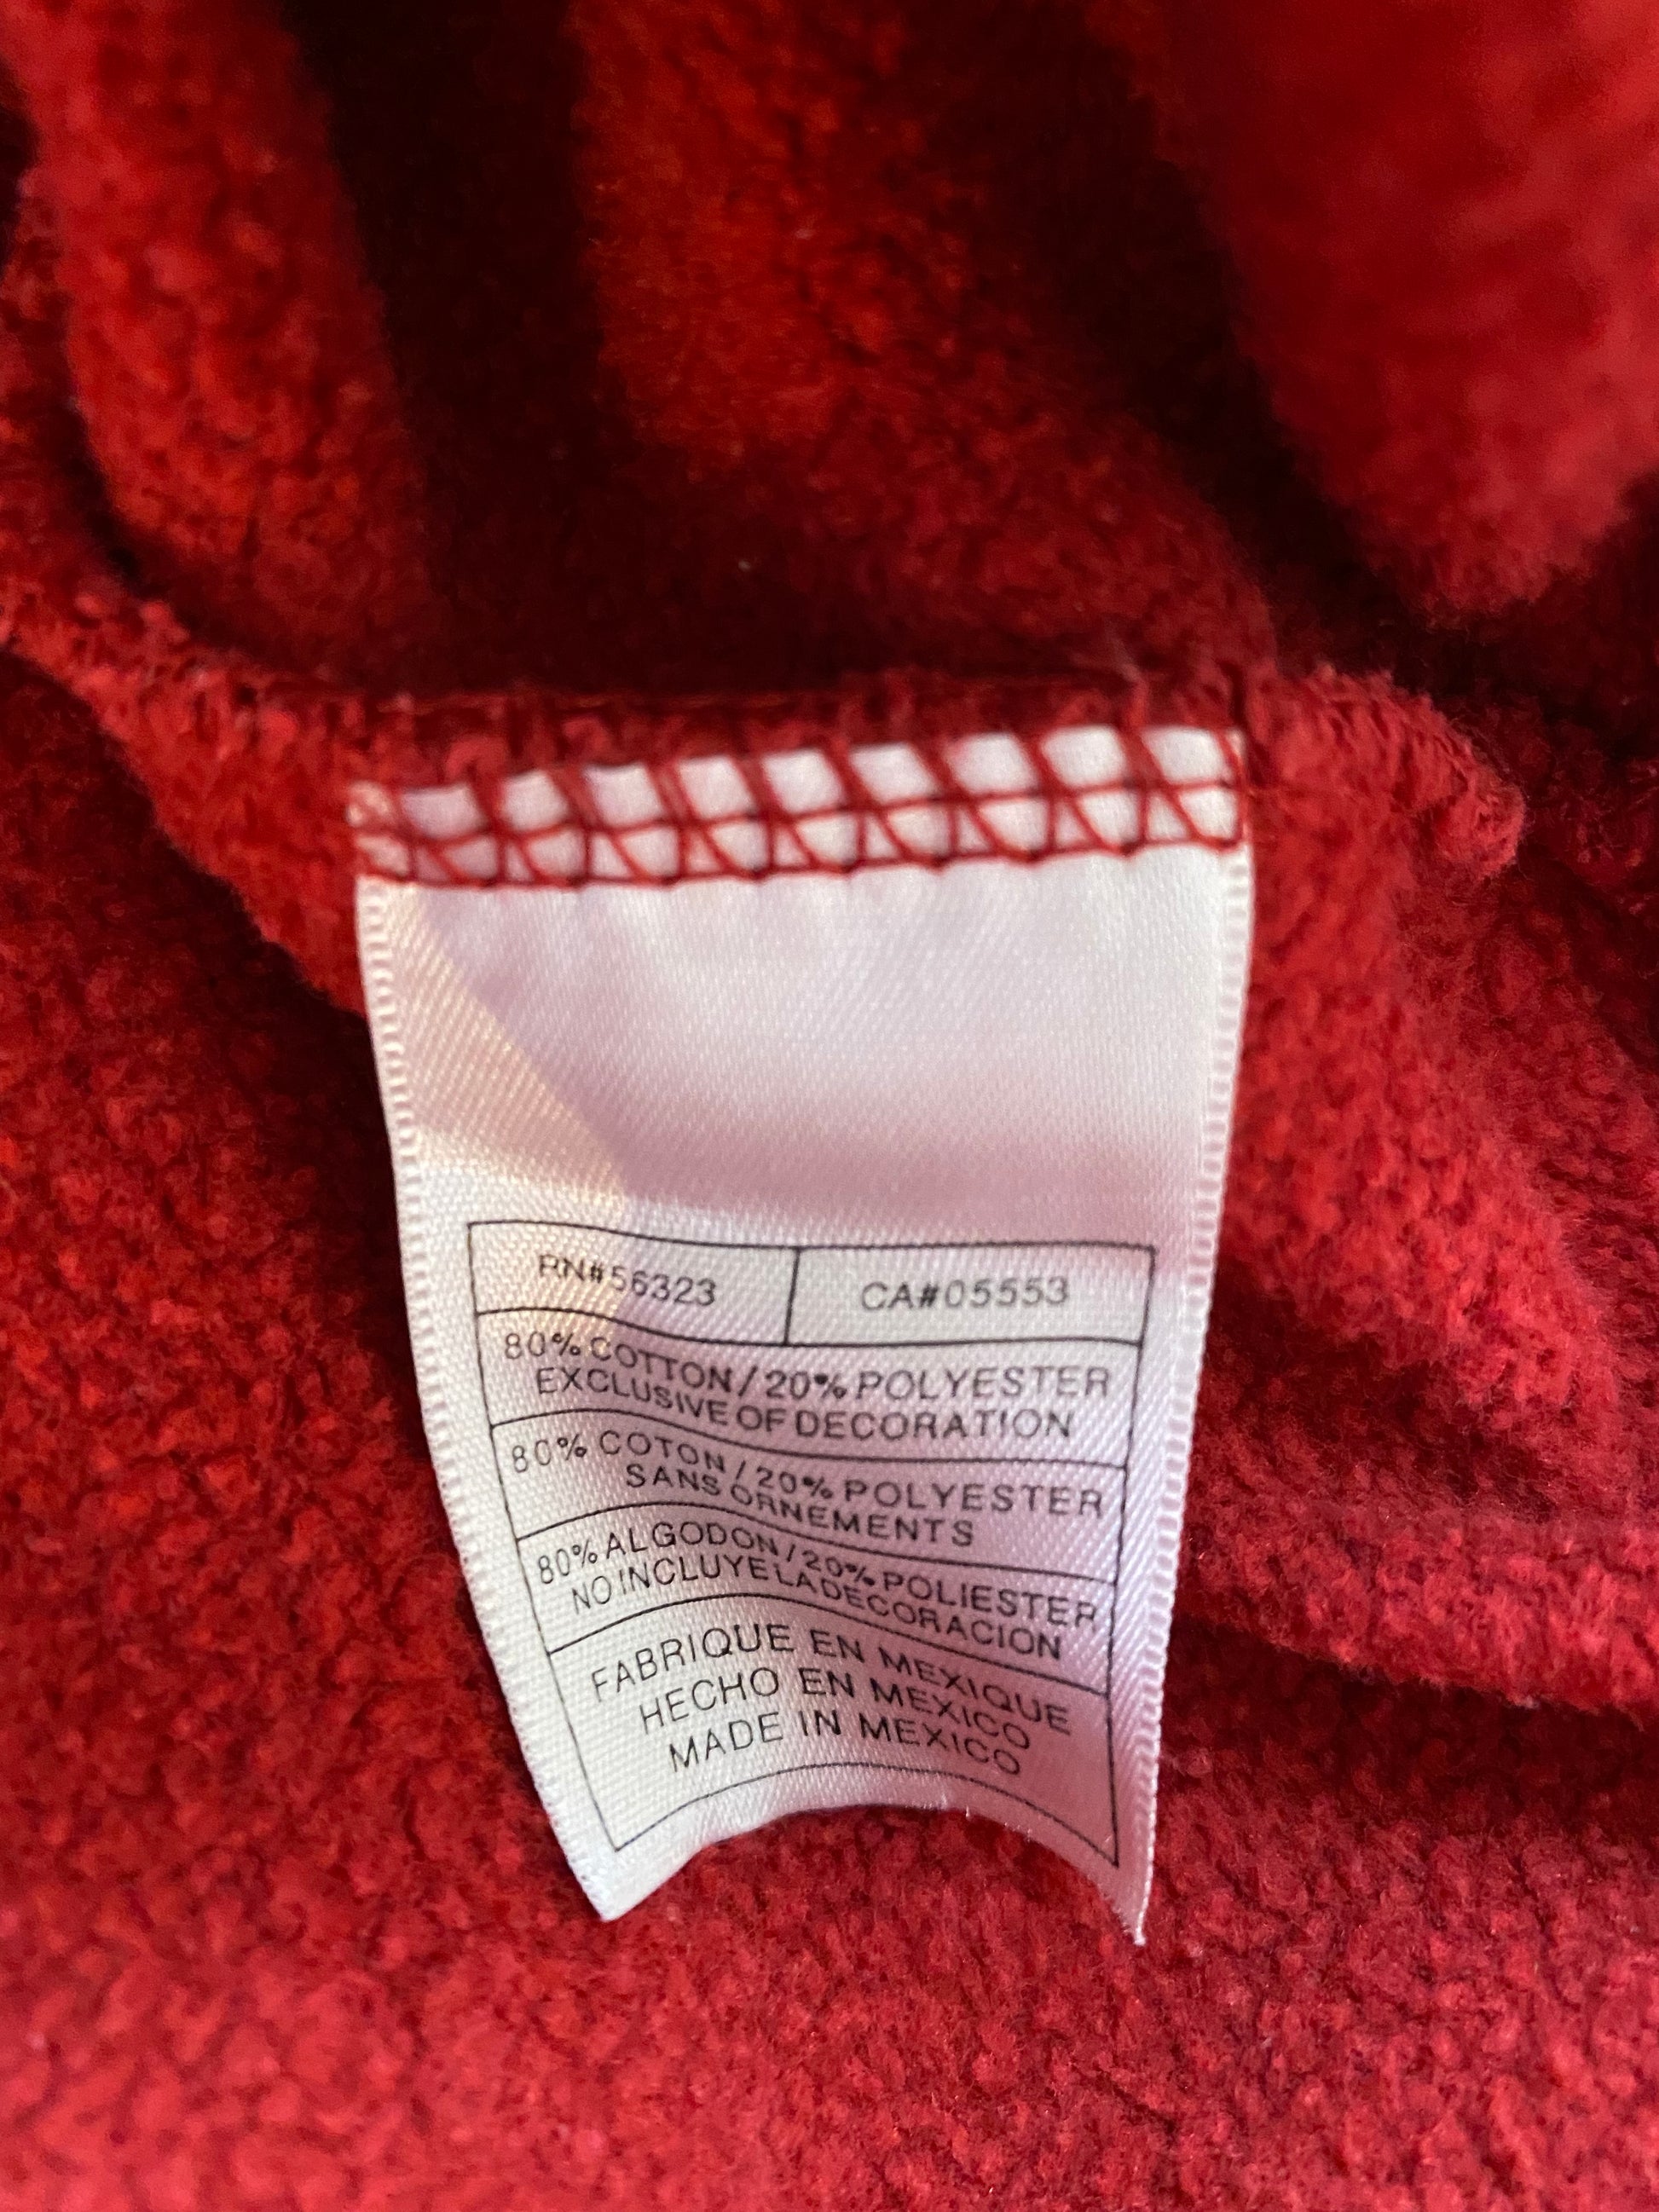 RN#56323 CA#05553
80% COTTON/20% POLYESTER
EXCLUSIVE OF DECORATION
80% COTON/20% POLYESTER
SANS ORNEMENTS
80% ALGODON/20% POLIESTER
NO INCLUYE LA DECORACION
FABRIQUE EN MEXIQUE
HECHO EN MEXICO
MADE IN MEXICO